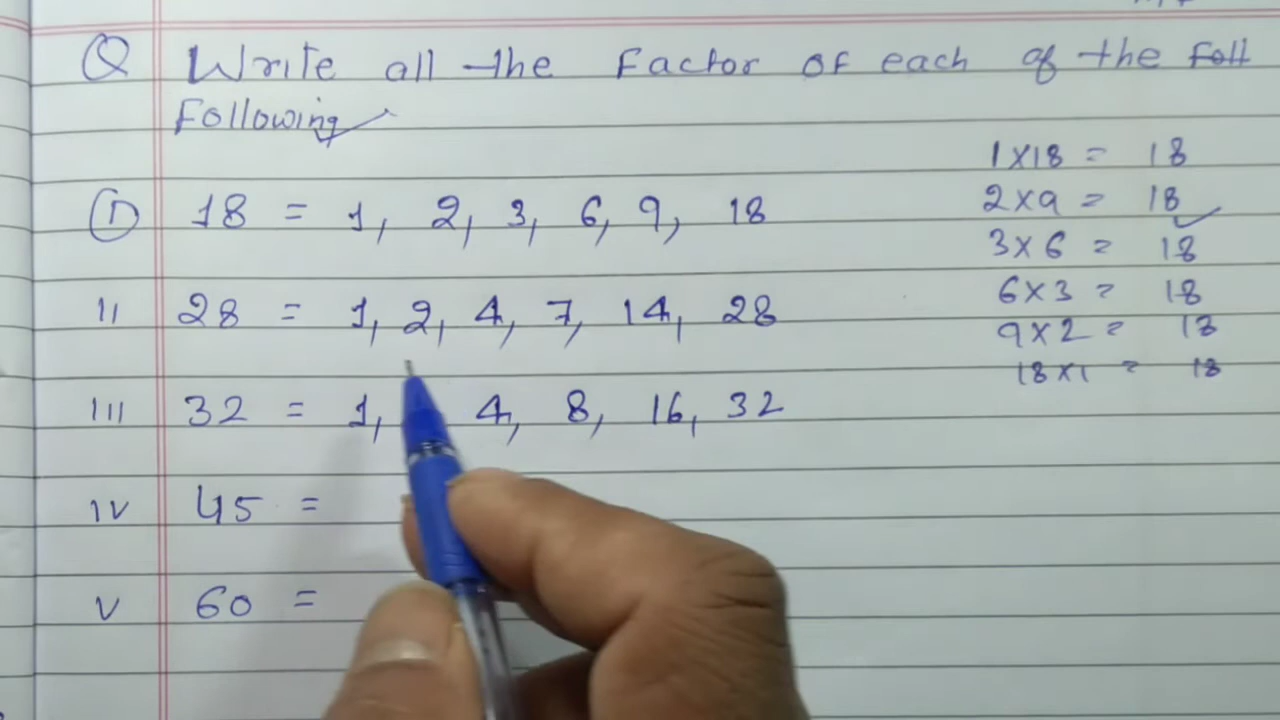 Q Write all the Factor of each of the Foll
Following
I 18 = 1, 2, 3, 6, 9, 18
II 28 = 1, 2, 4, 7, 14, 28
III 32 = 1, 4, 8, 16, 32
IV 45 =
V 60 =
1×18 = 18
2×9 = 18
3×6 = 18
6×3 = 18
9×2 = 18
18×1 = 18